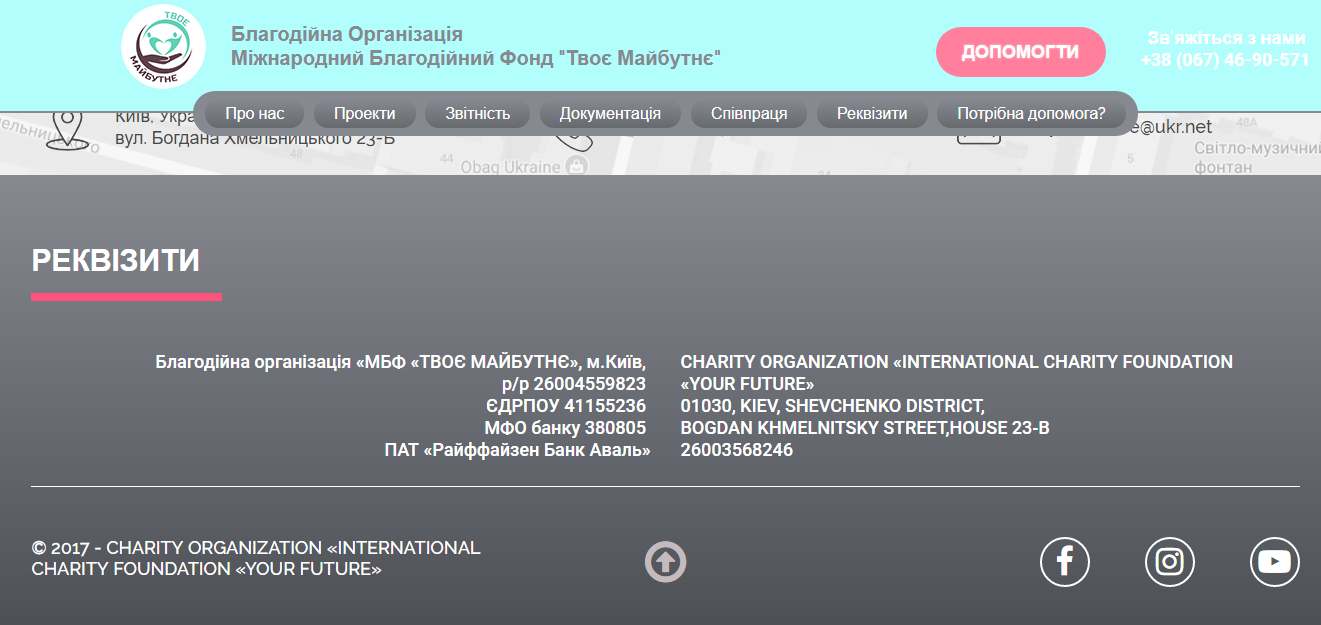 ТВОЄ
МАЙБУТНЄ
Благодійна Організація
Міжнародний Благодійний Фонд "Твоє Майбутнє"
ДОПОМОГТИ
Зв'яжіться з нами
+38 (067) 46-90-571
Про нас
Проекти
Звітність
Документація
Співпраця
Реквізити
Потрібна допомога?
Київ, Укра
вул. Богдана Хмельницького 23-Б
e@ukr.net
48A
48
44
Obag Ukraine
5
Світло-музичний
фонтан
РЕКВІЗИТИ
Благодійна організація «МБФ «ТВОЄ МАЙБУТНЄ», м.Київ,
р/р 26004559823
ЄДРПОУ 41155236
МФО банку 380805
ПАТ «Райффайзен Банк Аваль»
CHARITY ORGANIZATION «INTERNATIONAL CHARITY FOUNDATION
«YOUR FUTURE»
01030, KIEV, SHEVCHENKO DISTRICT,
BOGDAN KHMELNITSKY STREET,HOUSE 23-B
26003568246
© 2017 - CHARITY ORGANIZATION «INTERNATIONAL
CHARITY FOUNDATION «YOUR FUTURE»